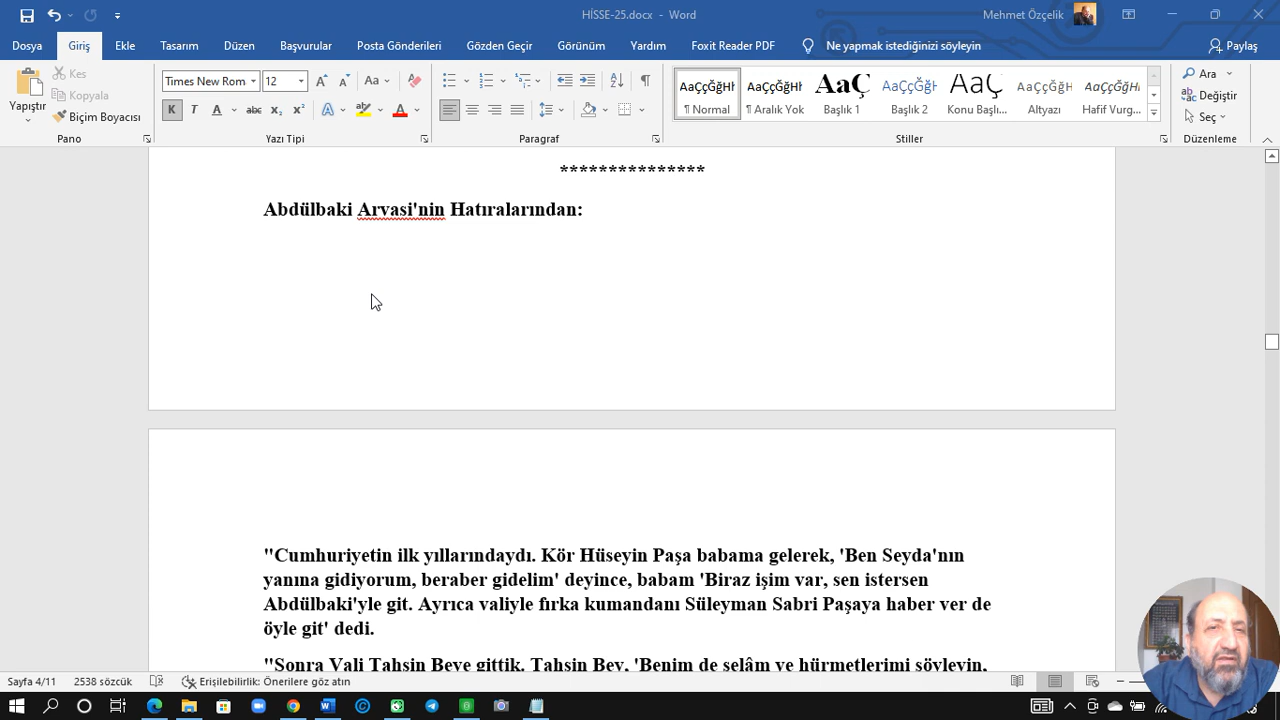 HİSSE-25.docx - Word
Mehmet Özçelik
Dosya Giriş Ekle Tasarım Düzen Başvurular Posta Gönderileri Gözden Geçir Görünüm Yardım Foxit Reader PDF Ne yapmak istediğinizi söyleyin Paylaş
Yapıştır
Kes
Kopyala
Biçim Boyacısı
Pano
Times New Rom 12
Yazı Tipi
Paragraf
AaÇçĞğH AaÇçĞğH AaÇ AaÇçĞğH AaÇ AaÇçĞğH AaÇçĞğH
¶ Normal ¶ Aralık Yok Başlık 1 Başlık 2 Konu Başlı... Altyazı Hafif Vurg...
Stiller
Ara
Değiştir
Seç
Düzenleme
***************
Abdülbaki Arvasi'nin Hatıralarından:
"Cumhuriyetin ilk yıllarındaydı. Kör Hüseyin Paşa babama gelerek, 'Ben Seyda'nın
yanına gidiyorum, beraber gidelim' deyince, babam 'Biraz işim var, sen istersen
Abdülbaki'yle git. Ayrıca valiyle fırka kumandanı Süleyman Sabri Paşaya haber ver de
öyle git' dedi.
"Sonra Vali Tahsin Beye gittik. Tahsin Bey, 'Benim de selâm ve hürmetlerimi söyleyin,
Sayfa 4/11 2538 sözcük Erişilebilirlik: Önerilere göz atın